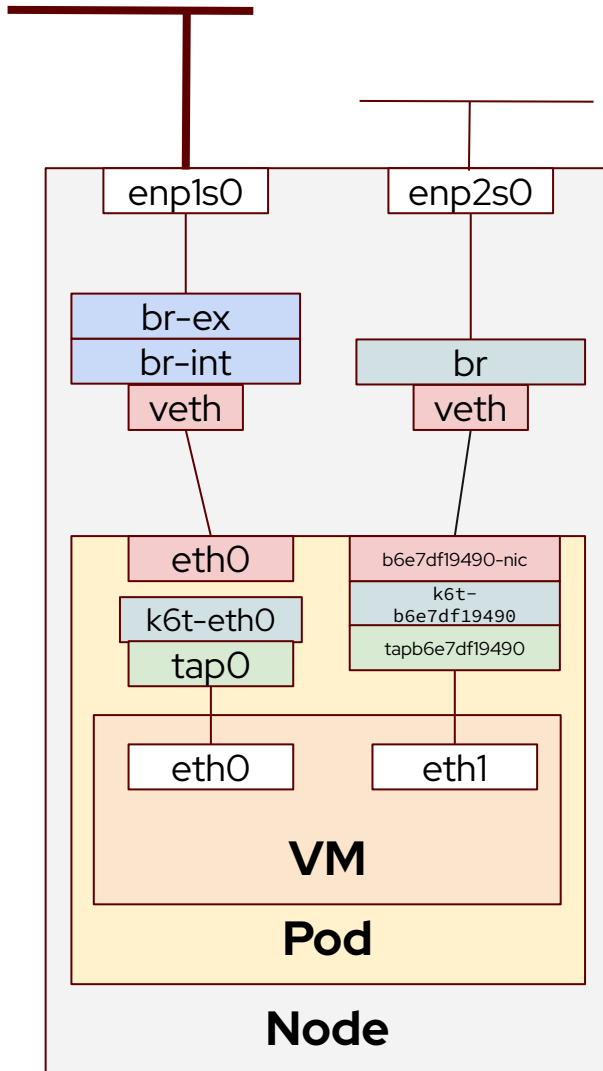 enp1s0
enp2s0
br-ex
br-int
br
veth
veth
eth0
b6e7df19490-nic
k6t-eth0
k6t-
b6e7df19490
tap0
tapb6e7df19490
eth0
eth1
VM
Pod
Node